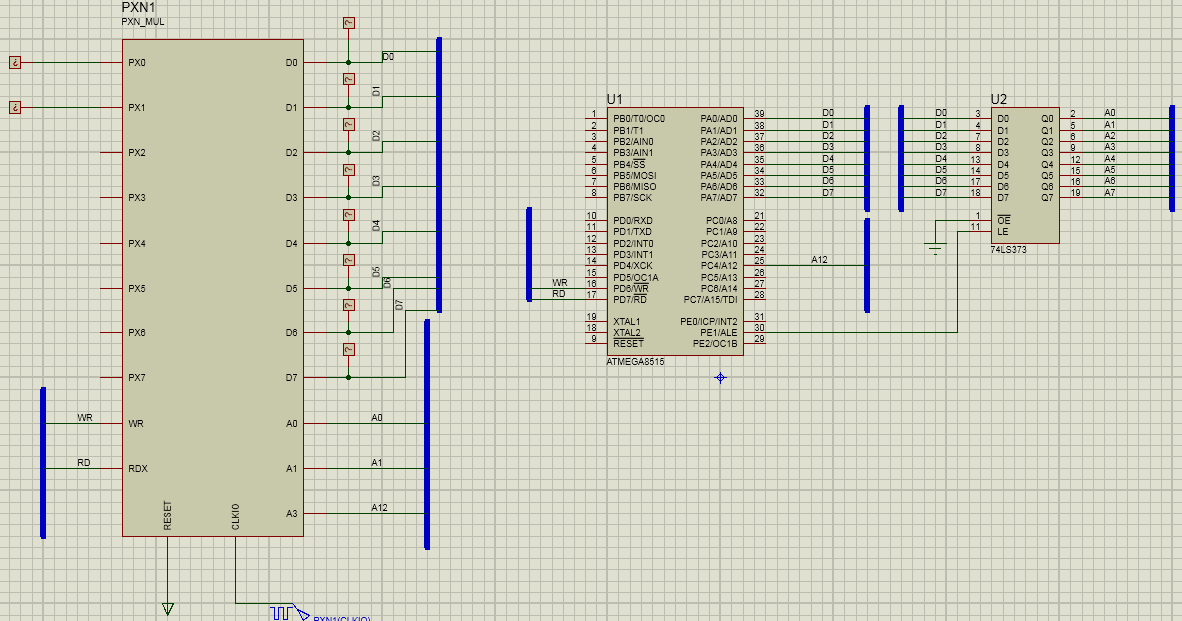 PXN1
PXN_MUL
PX0
PX1
PX2
PX3
PX4
PX5
PX6
PX7
WR
RDX
D0
D1
D2
D3
D4
D5
D6
D7
A0
A1
A3
RESET
CLKIO
WR
RD
?
?
?
?
?
?
?
?
?
?
D0
D1
D2
D3
D4
D5
D6
D7
A0
A1
A12
PXN1(CLKIO)
U1
1 PB0/T0/OC0
2 PB1/T1
3 PB2/AIN0
4 PB3/AIN1
5 PB4/SS
6 PB5/MOSI
7 PB6/MISO
8 PB7/SCK
10 PD0/RXD
11 PD1/TXD
12 PD2/INT0
13 PD3/INT1
14 PD4/XCK
15 PD5/OC1A
WR 16 PD6/WR
RD 17 PD7/RD
19 XTAL1
18 XTAL2
9 RESET
PA0/AD0 39 D0
PA1/AD1 38 D1
PA2/AD2 37 D2
PA3/AD3 36 D3
PA4/AD4 35 D4
PA5/AD5 34 D5
PA6/AD6 33 D6
PA7/AD7 32 D7
PC0/A8 21
PC1/A9 22
PC2/A10 23
PC3/A11 24
PC4/A12 25 A12
PC5/A13 26
PC6/A14 27
PC7/A15/TDI 28
PE0/ICP/INT2 31
PE1/ALE 30
PE2/OC1B 29
ATMEGA8515
U2
D0 3 D0 Q0 2 A0
D1 4 D1 Q1 5 A1
D2 7 D2 Q2 6 A2
D3 8 D3 Q3 9 A3
D4 13 D4 Q4 12 A4
D5 14 D5 Q5 15 A5
D6 17 D6 Q6 16 A6
D7 18 D7 Q7 19 A7
1 OE
11 LE
74LS373